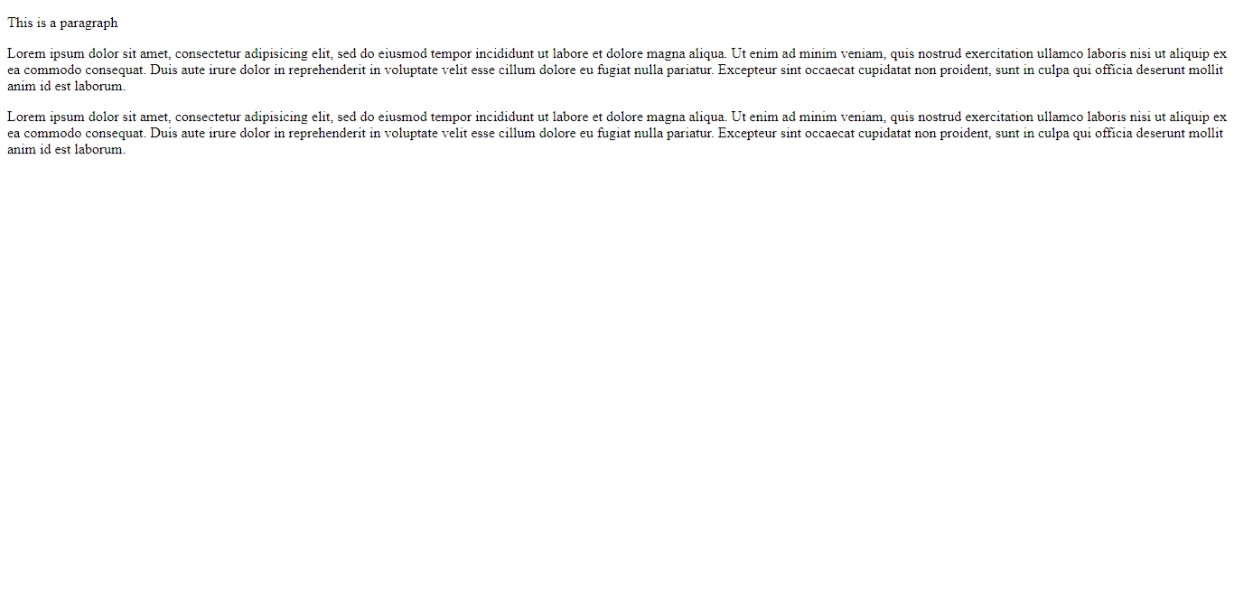 This is a paragraph
Lorem ipsum dolor sit amet, consectetur adipisicing elit, sed do eiusmod tempor incididunt ut labore et dolore magna aliqua. Ut enim ad minim veniam, quis nostrud exercitation ullamco laboris nisi ut aliquip ex
ea commodo consequat. Duis aute irure dolor in reprehenderit in voluptate velit esse cillum dolore eu fugiat nulla pariatur. Excepteur sint occaecat cupidatat non proident, sunt in culpa qui officia deserunt mollit
anim id est laborum.
Lorem ipsum dolor sit amet, consectetur adipisicing elit, sed do eiusmod tempor incididunt ut labore et dolore magna aliqua. Ut enim ad minim veniam, quis nostrud exercitation ullamco laboris nisi ut aliquip ex
ea commodo consequat. Duis aute irure dolor in reprehenderit in voluptate velit esse cillum dolore eu fugiat nulla pariatur. Excepteur sint occaecat cupidatat non proident, sunt in culpa qui officia deserunt mollit
anim id est laborum.